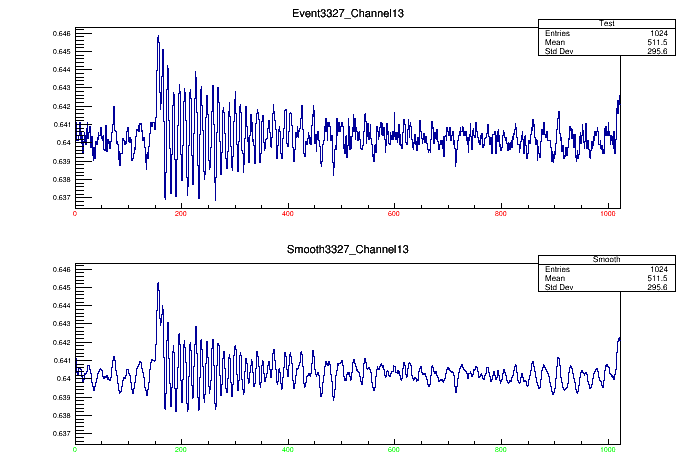 Event3327_Channel13
Test
Entries 1024
Mean 511.5
Std Dev 295.6
0.646
0.645
0.644
0.643
0.642
0.641
0.64
0.639
0.638
0.637
0 200 400 600 800 1000
Smooth3327_Channel13
Smooth
Entries 1024
Mean 511.5
Std Dev 295.6
0.646
0.645
0.644
0.643
0.642
0.641
0.64
0.639
0.638
0.637
0 200 400 600 800 1000